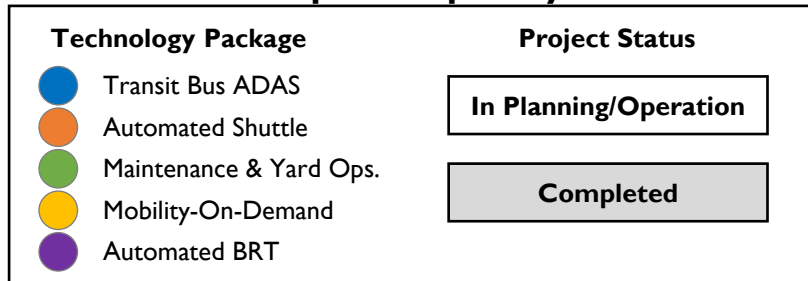 Technology Package
Project Status
Transit Bus ADAS
Automated Shuttle
Maintenance & Yard Ops.
Mobility-On-Demand
Automated BRT
In Planning/Operation
Completed